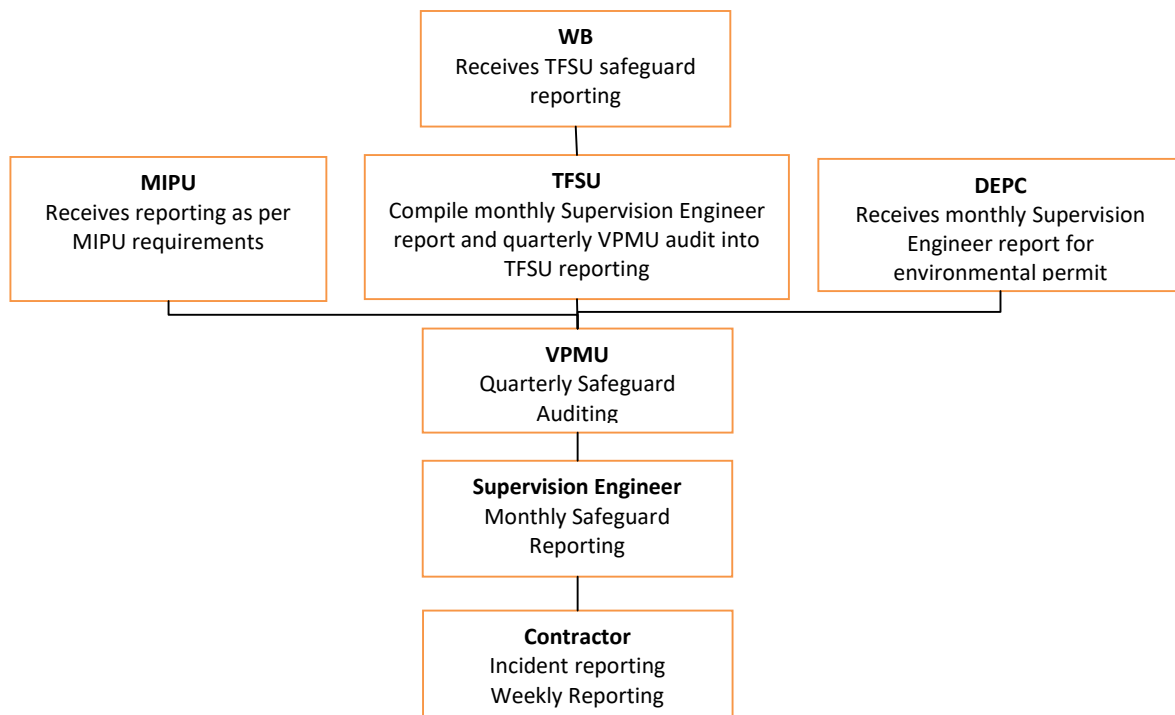 WB
Receives TFSU safeguard
reporting
MIPU
Receives reporting as per
MIPU requirements
TFSU
Compile monthly Supervision Engineer
report and quarterly VPMU audit into
TFSU reporting
DEPC
Receives monthly Supervision
Engineer report for
environmental permit
VPMU
Quarterly Safeguard
Auditing
Supervision Engineer
Monthly Safeguard
Reporting
Contractor
Incident reporting
Weekly Reporting